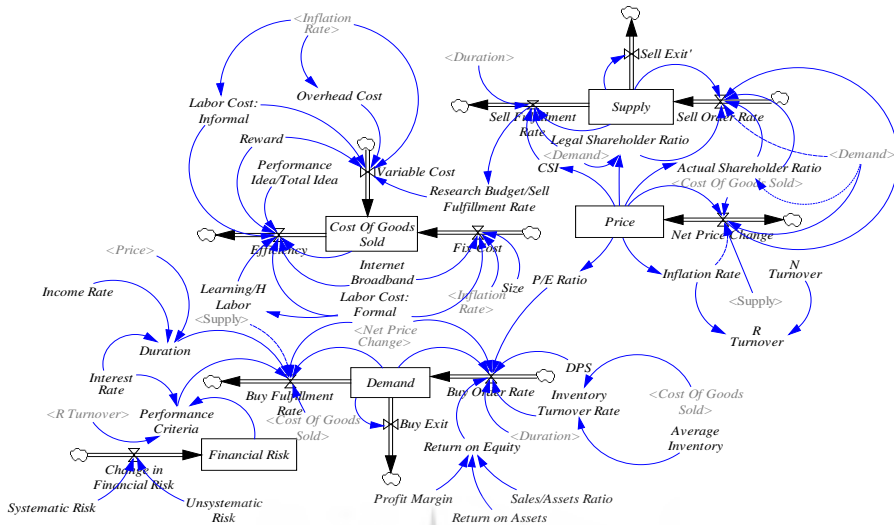 <Inflation
Rate>
Sell Exit'
<Duration>
Labor Cost:
Informal
Overhead Cost
Supply
Sell Fulfillment
Rate
Sell Order Rate
Reward
Legal Shareholder Ratio
<Demand>
<Demand>
Performance
Idea/Total Idea
Variable Cost
CSI
Actual Shareholder Ratio
<Cost Of Goods Sold>
Research Budget/Sell
Fulfillment Rate
Cost Of Goods
Sold
Price
Efficiency
Fix Cost
Net Price Change
<Price>
Internet
Broadband
P/E Ratio
Inflation Rate
N
Turnover
Income Rate
Learning/H
Labor
Labor Cost:
Formal
<Inflation
Rate>
Size
<Supply>
<Supply>
<Net Price
Change>
R
Turnover
Duration
Interest
Rate
Demand
DPS
Buy Fulfillment
Rate
Buy Order Rate
Inventory
Turnover Rate
<Cost Of Goods
Sold>
<R Turnover>
Performance
Criteria
<Cost Of Goods
Sold>
Buy Exit
<Duration>
Average
Inventory
Financial Risk
Return on Equity
Change in
Financial Risk
Systematic Risk
Unsystematic
Risk
Profit Margin
Sales/Assets Ratio
Return on Assets